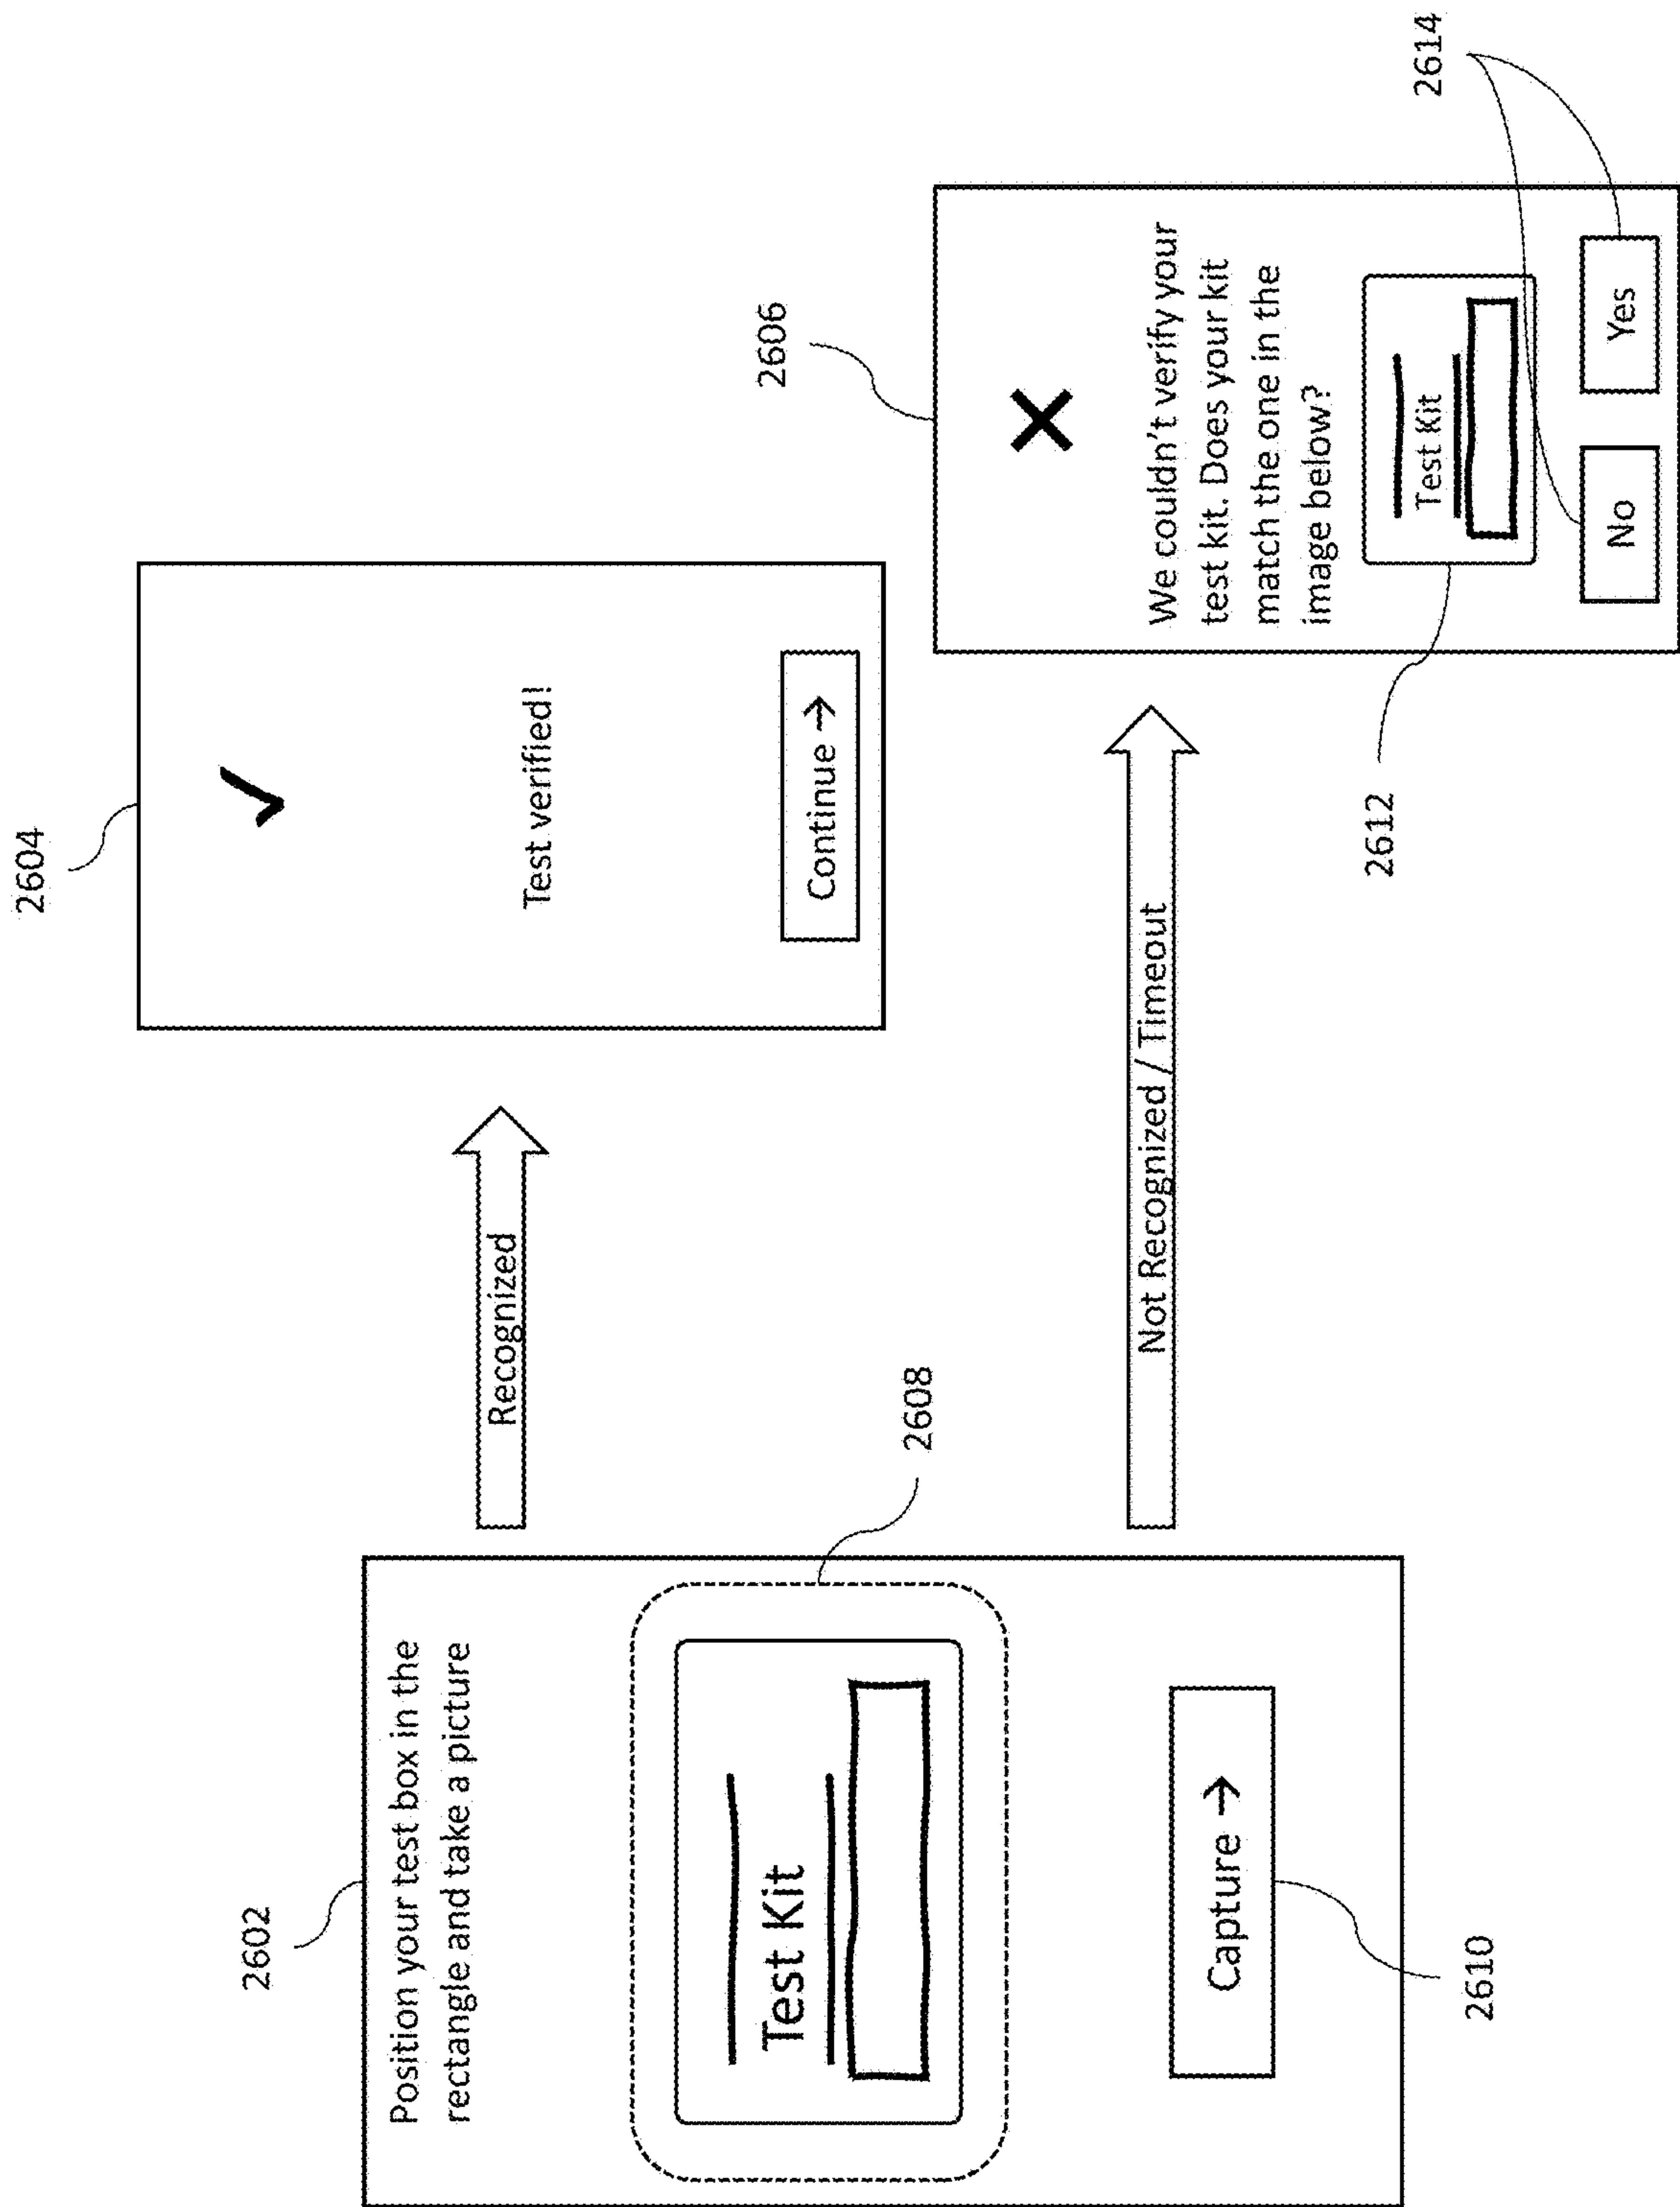 2602
Position your test box in the
rectangle and take a picture
Test Kit
2608
Capture →
2610
Recognized
2604
Test verified!
Continue →
Not Recognized / Timeout
2606
We couldn't verify your
test kit. Does your kit
match the one in the
image below?
Test Kit
2612
No
Yes
2614